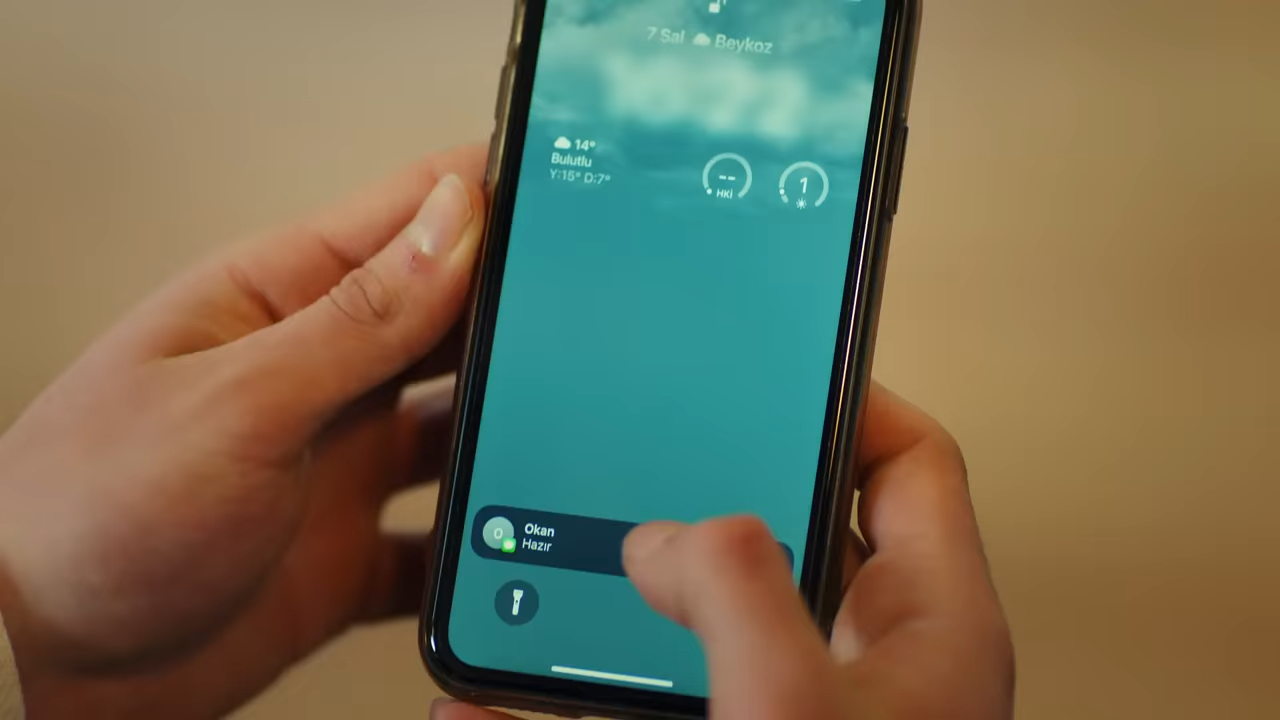 7 Sal Beykoz
14°
Bulutlu
Y:15° D:7°
--
HKİ
1
O
Okan
Hazır